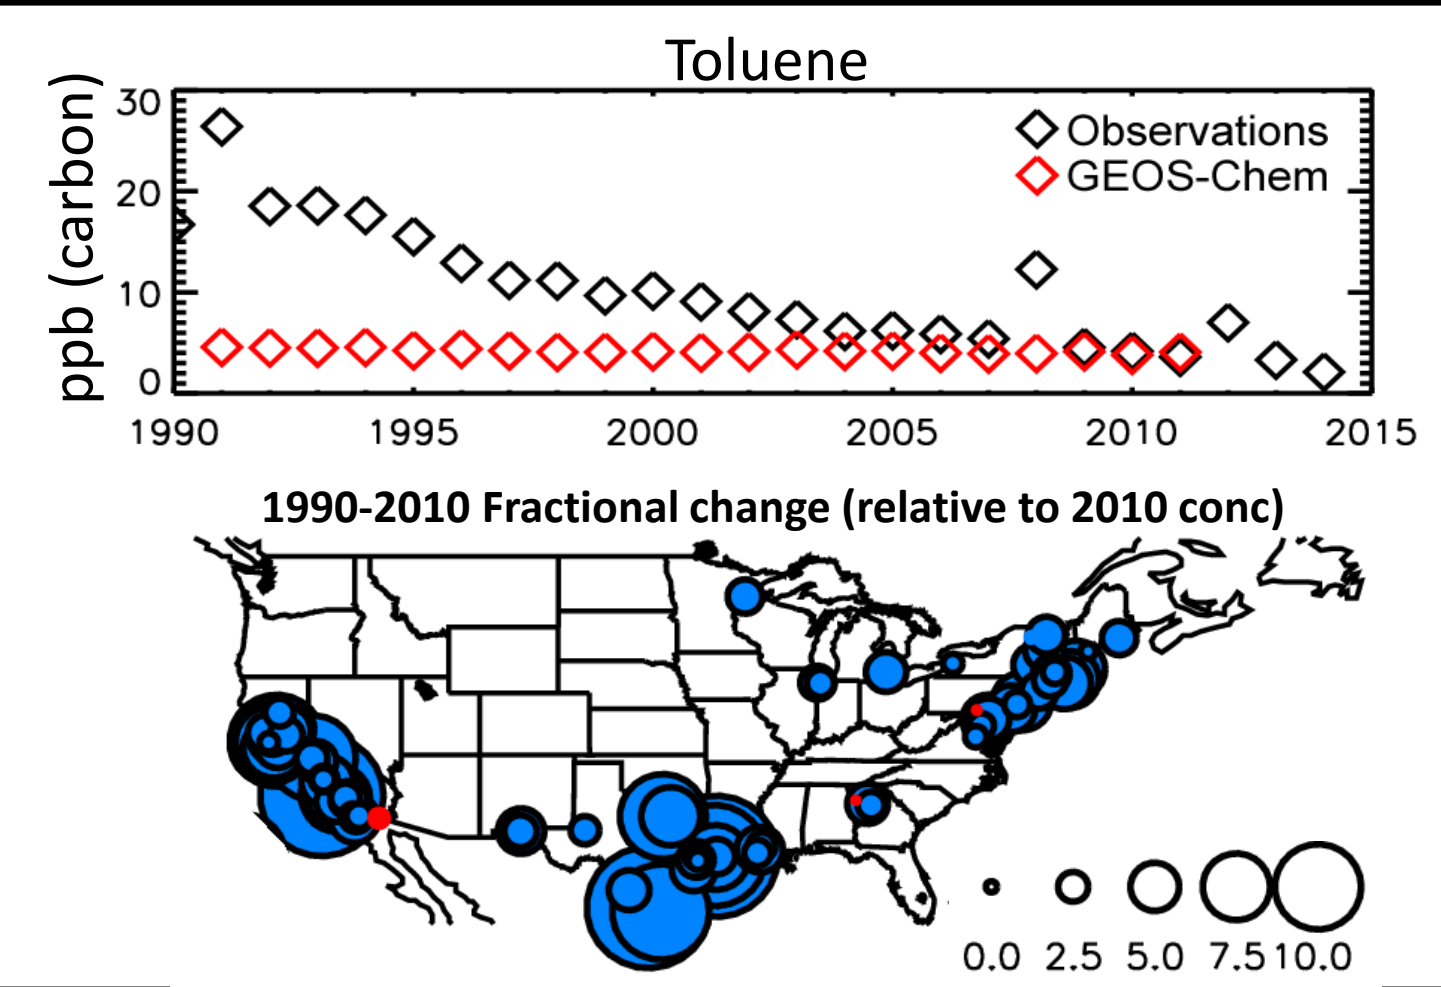 Toluene
ppb (carbon)
30
20
10
0
Observations
GEOS-Chem
1990 1995 2000 2005 2010 2015
1990-2010 Fractional change (relative to 2010 conc)
0.0 2.5 5.0 7.5 10.0